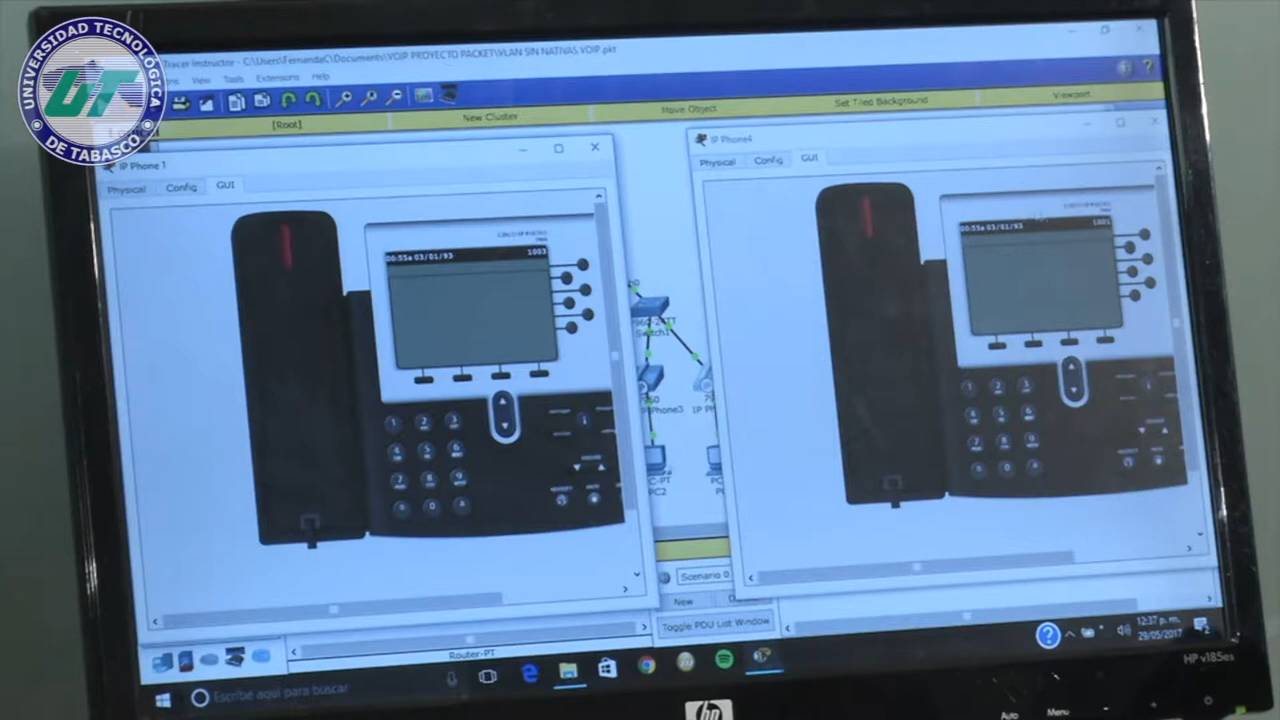 UNIVERSIDAD TECNOLÓGICA
UT
DE TABASCO
Tracer Instructor - C:\Users\FernandaC\Documents\VOIP PROYECTO PACKET\VLAN SIN NATIVAS VOIP.pkt
View Tools Extensions Help
[Root] New Cluster Move Object Set Tiled Background Viewport
IP Phone 1
Physical Config GUI
00:55a 03/01/93 1003
IP Phone4
Physical Config GUI
00:55a 03/01/93 1001
Switch1
IP Phone3
PC2
Scenario 0
New
Toggle PDU List Window
Router-PT
Escribe aquí para buscar
12:37 p. m.
29/05/2017
HP v185es
hp
Auto Menu - +